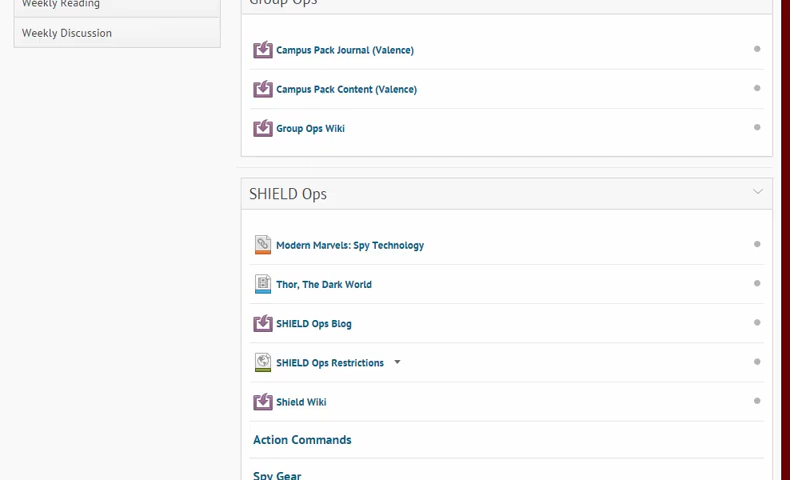 Weekly Reading
Weekly Discussion
Group Ops
Campus Pack Journal (Valence)
Campus Pack Content (Valence)
Group Ops Wiki
SHIELD Ops
Modern Marvels: Spy Technology
Thor, The Dark World
SHIELD Ops Blog
SHIELD Ops Restrictions
Shield Wiki
Action Commands
Spy Gear